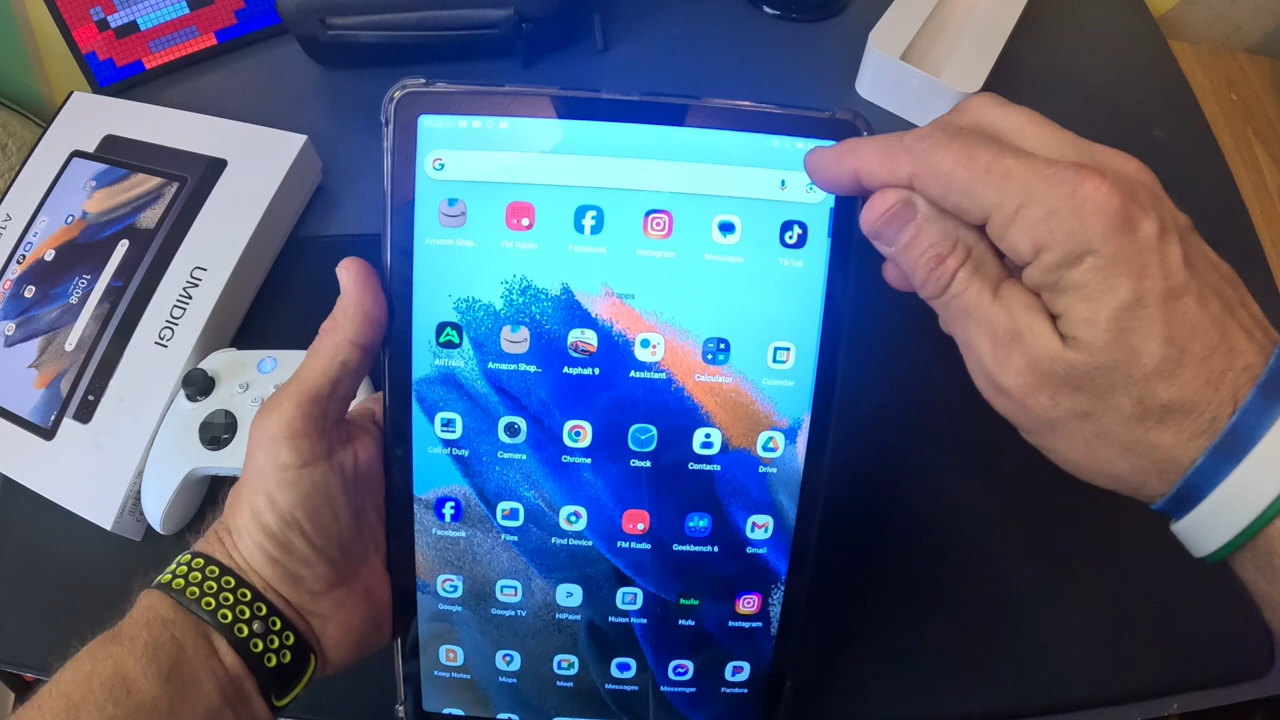 Amazon Shop...
FM Radio
Facebook
Instagram
Messages
TikTok
All apps
AllTrails
Amazon Shop...
Asphalt 9
Assistant
Calculator
Calendar
Call of Duty
Camera
Chrome
Clock
Contacts
Drive
Facebook
Files
Find Device
FM Radio
Geekbench 6
Gmail
Google
Google TV
HiPaint
Huion Note
hulu
Hulu
Instagram
Keep Notes
Maps
Meet
Messages
Messenger
Pandora
UMIDIGI
10:08